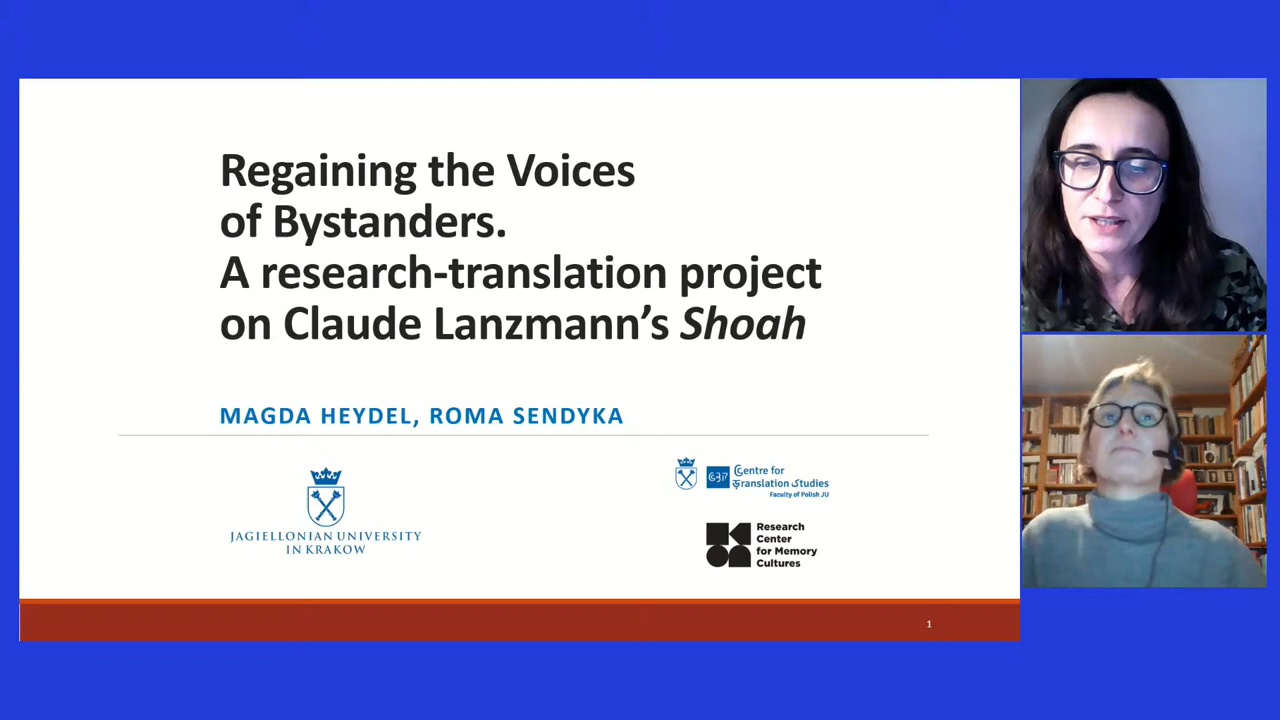 Regaining the Voices
of Bystanders.
A research-translation project
on Claude Lanzmann's Shoah
MAGDA HEYDEL, ROMA SENDYKA
JAGIELLONIAN UNIVERSITY
IN KRAKOW
Centre for
Translation Studies
Faculty of Polish JU
Research
Center
for Memory
Cultures
1